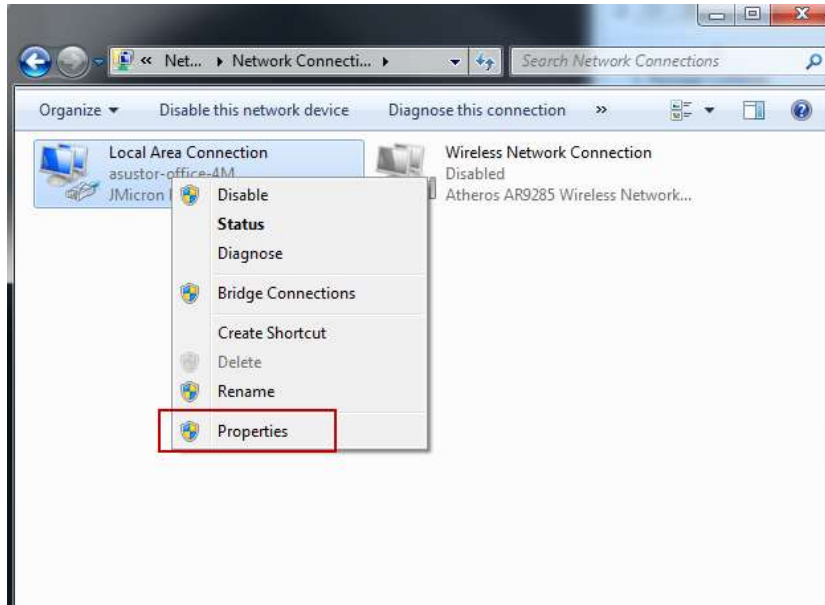 « Net... Network Connecti...
Search Network Connections
Organize Disable this network device Diagnose this connection »
Local Area Connection
asustor-office-4M
JMicron
Wireless Network Connection
Disabled
Atheros AR9285 Wireless Network...
Disable
Status
Diagnose
Bridge Connections
Create Shortcut
Delete
Rename
Properties